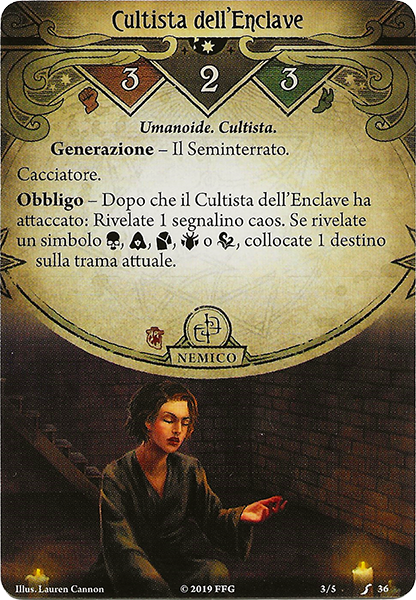 Cultista dell'Enclave
3 2 3
Umanoide. Cultista.
Generazione – Il Seminterrato.
Cacciatore.
Obbligo – Dopo che il Cultista dell'Enclave ha
attaccato: Rivelate 1 segnalino caos. Se rivelate
un simbolo , , , o , collocate 1 destino
sulla trama attuale.
NEMICO
Illus. Lauren Cannon © 2019 FFG 3/5 36